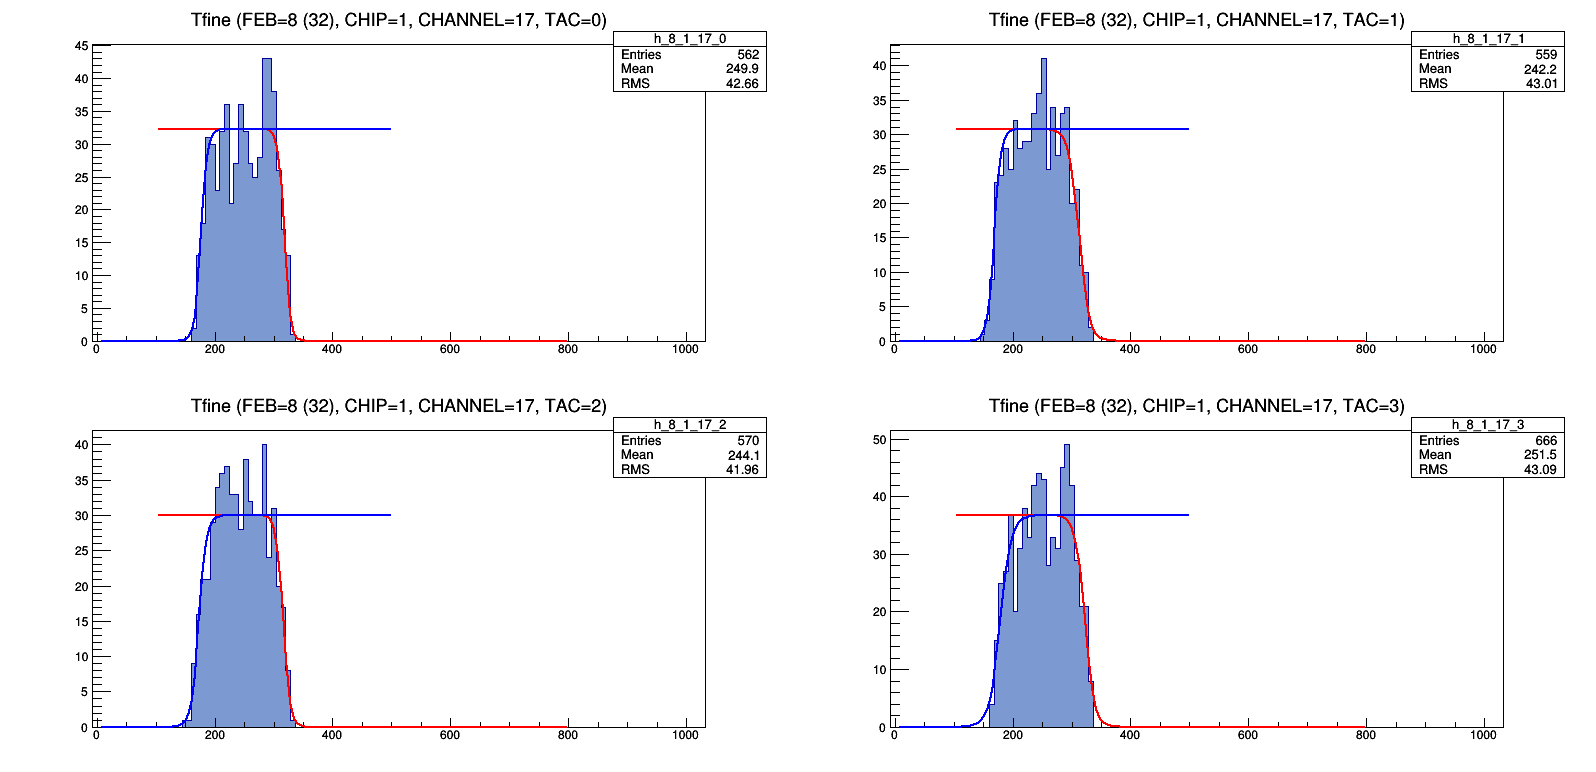 Tfine (FEB=8 (32), CHIP=1, CHANNEL=17, TAC=0)
h_8_1_17_0
Entries 562
Mean 249.9
RMS 42.66
45
40
35
30
25
20
15
10
5
0
0 200 400 600 800 1000
Tfine (FEB=8 (32), CHIP=1, CHANNEL=17, TAC=1)
h_8_1_17_1
Entries 559
Mean 242.2
RMS 43.01
40
35
30
25
20
15
10
5
0
0 200 400 600 800 1000
Tfine (FEB=8 (32), CHIP=1, CHANNEL=17, TAC=2)
h_8_1_17_2
Entries 570
Mean 244.1
RMS 41.96
40
35
30
25
20
15
10
5
0
0 200 400 600 800 1000
Tfine (FEB=8 (32), CHIP=1, CHANNEL=17, TAC=3)
h_8_1_17_3
Entries 666
Mean 251.5
RMS 43.09
50
40
30
20
10
0
0 200 400 600 800 1000